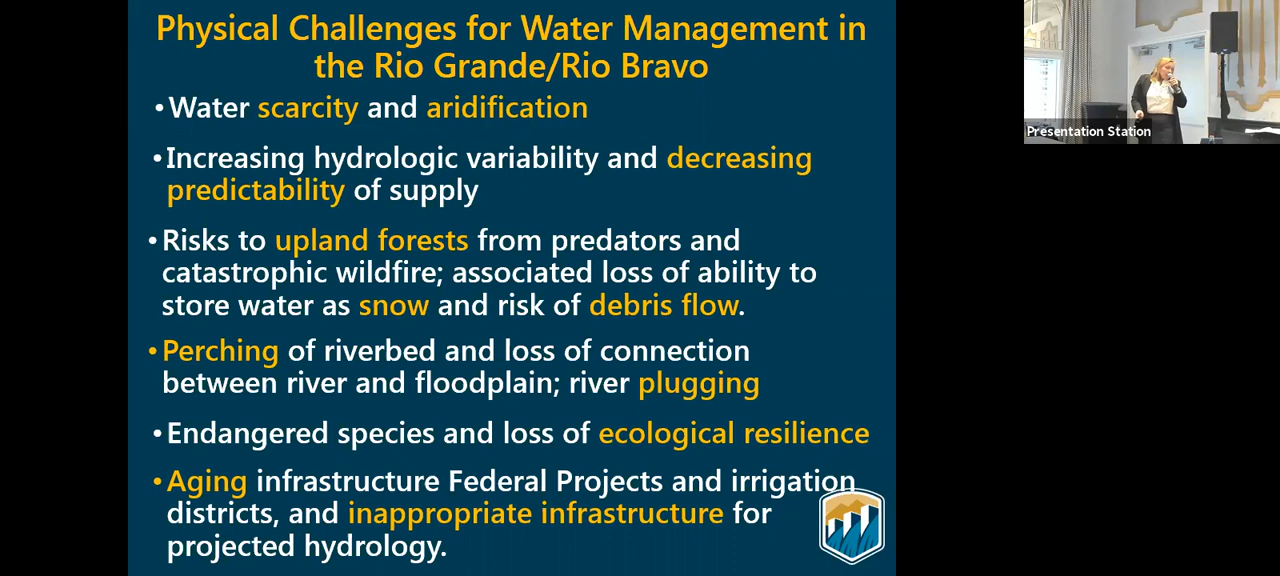 Physical Challenges for Water Management in
the Rio Grande/Rio Bravo
•Water scarcity and aridification
•Increasing hydrologic variability and decreasing
predictability of supply
•Risks to upland forests from predators and
catastrophic wildfire; associated loss of ability to
store water as snow and risk of debris flow.
•Perching of riverbed and loss of connection
between river and floodplain; river plugging
•Endangered species and loss of ecological resilience
•Aging infrastructure Federal Projects and irrigation
districts, and inappropriate infrastructure for
projected hydrology.
Presentation Station